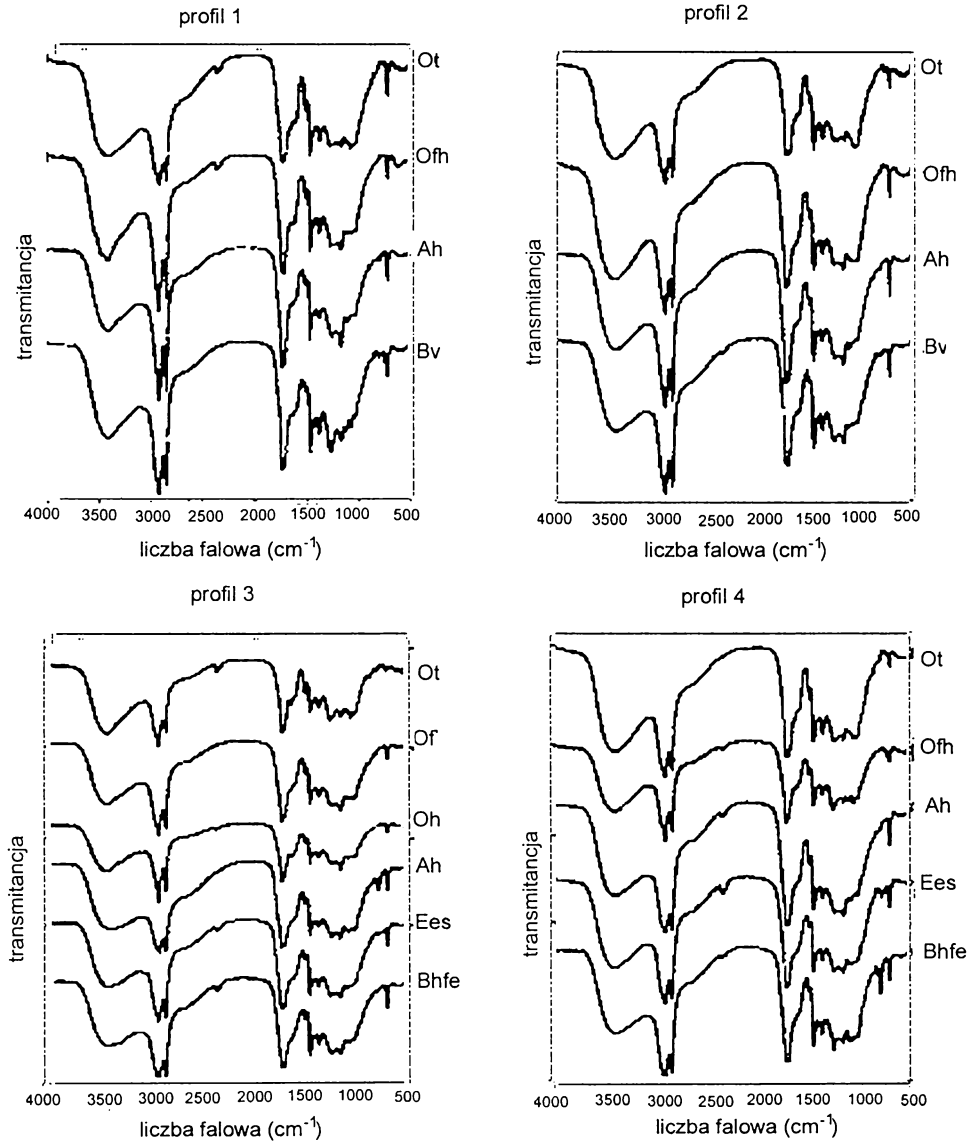 profil 1
Ot
Ofh
Ah
Bv
transmitancja
4000 3500 3000 2500 2000 1500 1000 500
liczba falowa (cm⁻¹)
profil 2
Ot
Ofh
Ah
Bv
transmitancja
4000 3500 3000 2500 2000 1500 1000 500
liczba falowa (cm⁻¹)
profil 3
Ot
Of
Oh
Ah
Ees
Bhfe
transmitancja
4000 3500 3000 2500 2000 1500 1000 500
liczba falowa (cm⁻¹)
profil 4
Ot
Ofh
Ah
Ees
Bhfe
transmitancja
4000 3500 3000 2500 2000 1500 1000 500
liczba falowa (cm⁻¹)